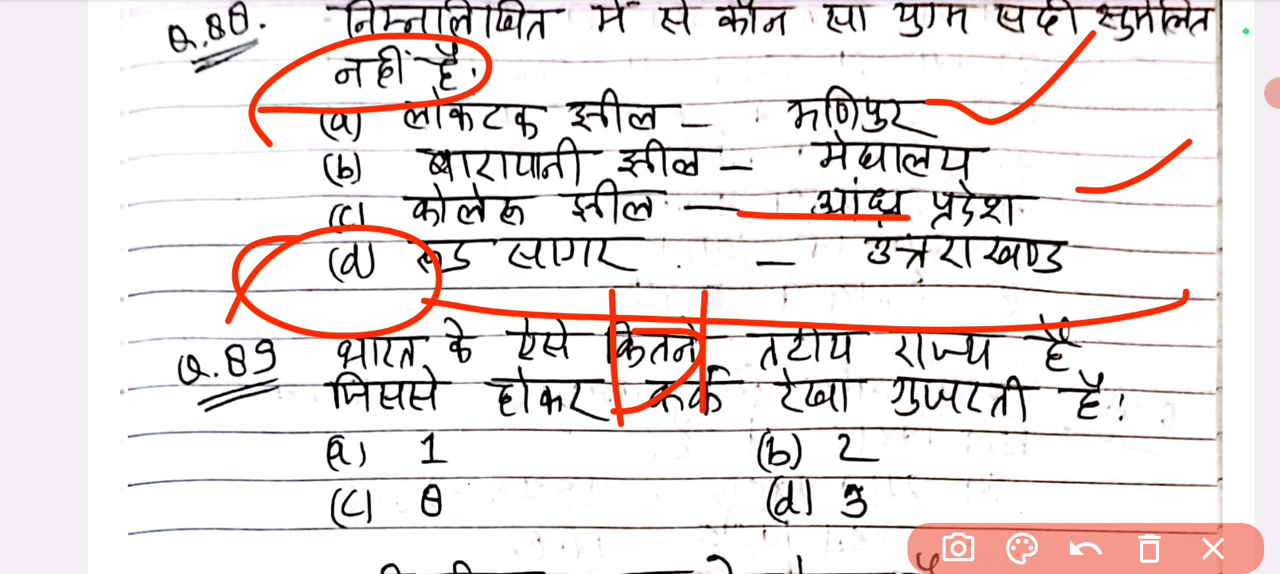 Q.88. निम्नलिखित में से कौन सा युग्म सही सुमेलित
नहीं है.
(a) लोकटक झील — मणिपुर
(b) बारापानी झील — मेघालय
(c) कोलेरू झील — आंध्र प्रदेश
(d) रूड सागर — उत्तराखण्ड
Q.89 भारत के ऐसे कितने तटीय राज्य है
जिससे होकर कर्क रेखा गुजरती है!
(a) 1 (b) 2
(c) 8 (d) 3